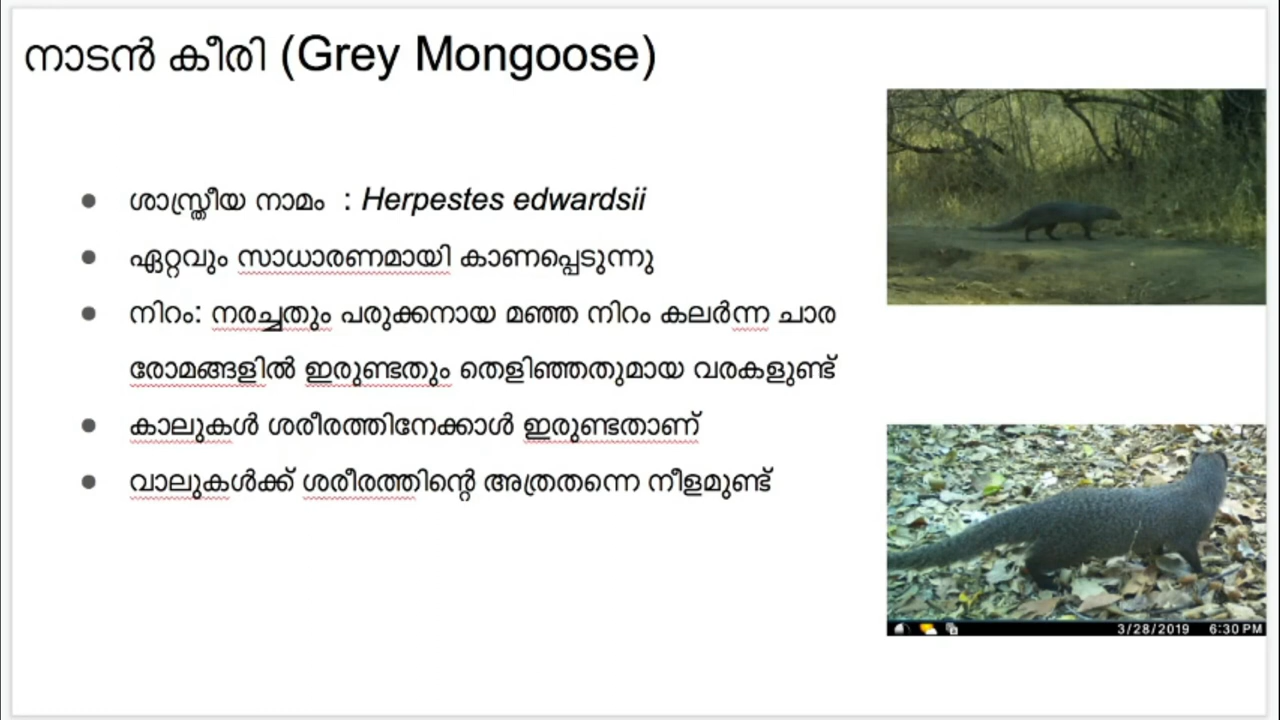 നാടൻ കീരി (Grey Mongoose)
ശാസ്ത്രീയ നാമം : Herpestes edwardsii
ഏറ്റവും സാധാരണമായി കാണപ്പെടുന്നു
നിറം: നരച്ചതും പരുക്കനായ മഞ്ഞ നിറം കലർന്ന ചാര
രോമങ്ങളിൽ ഇരുണ്ടതും തെളിഞ്ഞതുമായ വരകളുണ്ട്
കാലുകൾ ശരീരത്തിനേക്കാൾ ഇരുണ്ടതാണ്
വാലുകൾക്ക് ശരീരത്തിന്റെ അത്രതന്നെ നീളമുണ്ട്
3/28/2019 6:30 PM